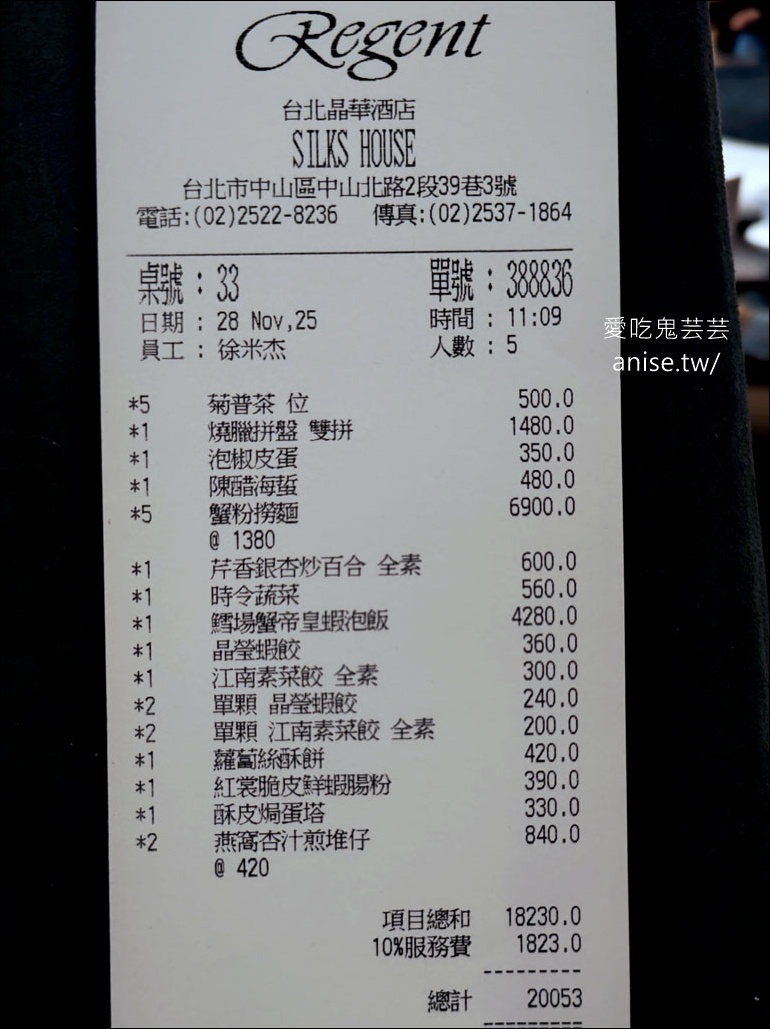 Regent
台北晶華酒店
SILKS HOUSE
台北市中山區中山北路2段39巷3號
電話:(02)2522-8236 傳真:(02)2537-1864
桌號 : 33 單號 : 388836
日期 : 28 Nov,25 時間 : 11:09
員工 : 徐米杰 人數 : 5
愛吃鬼芸芸
anise.tw/
*5 菊普茶 位 500.0
*1 燒臘拼盤 雙拼 1480.0
*1 泡椒皮蛋 350.0
*1 陳醋海蜇 480.0
*5 蟹粉撈麵 6900.0
@ 1380
*1 芹香銀杏炒百合 全素 600.0
*1 時令蔬菜 560.0
*1 鱈場蟹帝皇蝦泡飯 4280.0
*1 晶瑩蝦餃 360.0
*1 江南素菜餃 全素 300.0
*2 單顆 晶瑩蝦餃 240.0
*2 單顆 江南素菜餃 全素 200.0
*1 蘿蔔絲酥餅 420.0
*1 紅裳脆皮鮮蝦腸粉 390.0
*1 酥皮焗蛋塔 330.0
*2 燕窩杏汁煎堆仔 840.0
@ 420
項目總和 18230.0
10%服務費 1823.0
總計 20053